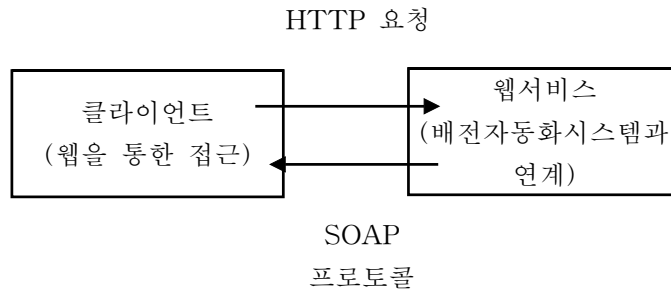 HTTP 요청
클라이언트
(웹을 통한 접근)
웹서비스
(배전자동화시스템과
연계)
SOAP
프로토콜